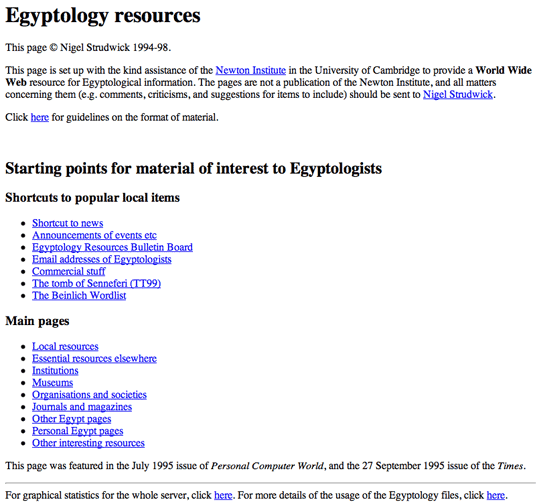 Egyptology resources
This page © Nigel Strudwick 1994-98.
This page is set up with the kind assistance of the Newton Institute in the University of Cambridge to provide a World Wide
Web resource for Egyptological information. The pages are not a publication of the Newton Institute, and all matters
concerning them (e.g. comments, criticisms, and suggestions for items to include) should be sent to Nigel Strudwick.
Click here for guidelines on the format of material.
Starting points for material of interest to Egyptologists
Shortcuts to popular local items
• Shortcut to news
• Announcements of events etc
• Egyptology Resources Bulletin Board
• Email addresses of Egyptologists
• Commercial stuff
• The tomb of Senneferi (TT99)
• The Beinlich Wordlist
Main pages
• Local resources
• Essential resources elsewhere
• Institutions
• Museums
• Organisations and societies
• Journals and magazines
• Other Egypt pages
• Personal Egypt pages
• Other interesting resources
This page was featured in the July 1995 issue of Personal Computer World, and the 27 September 1995 issue of the Times.
For graphical statistics for the whole server, click here. For more details of the usage of the Egyptology files, click here.